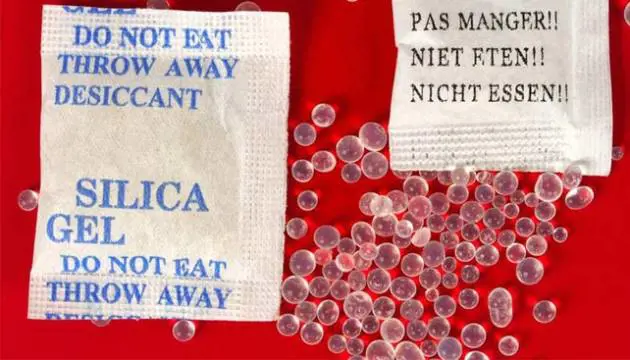 GEL
DO NOT EAT
THROW AWAY
DESICCANT
SILICA
GEL
DO NOT EAT
THROW AWAY
DESICCANT
PAS MANGER!!
NIET ETEN!!
NICHT ESSEN!!